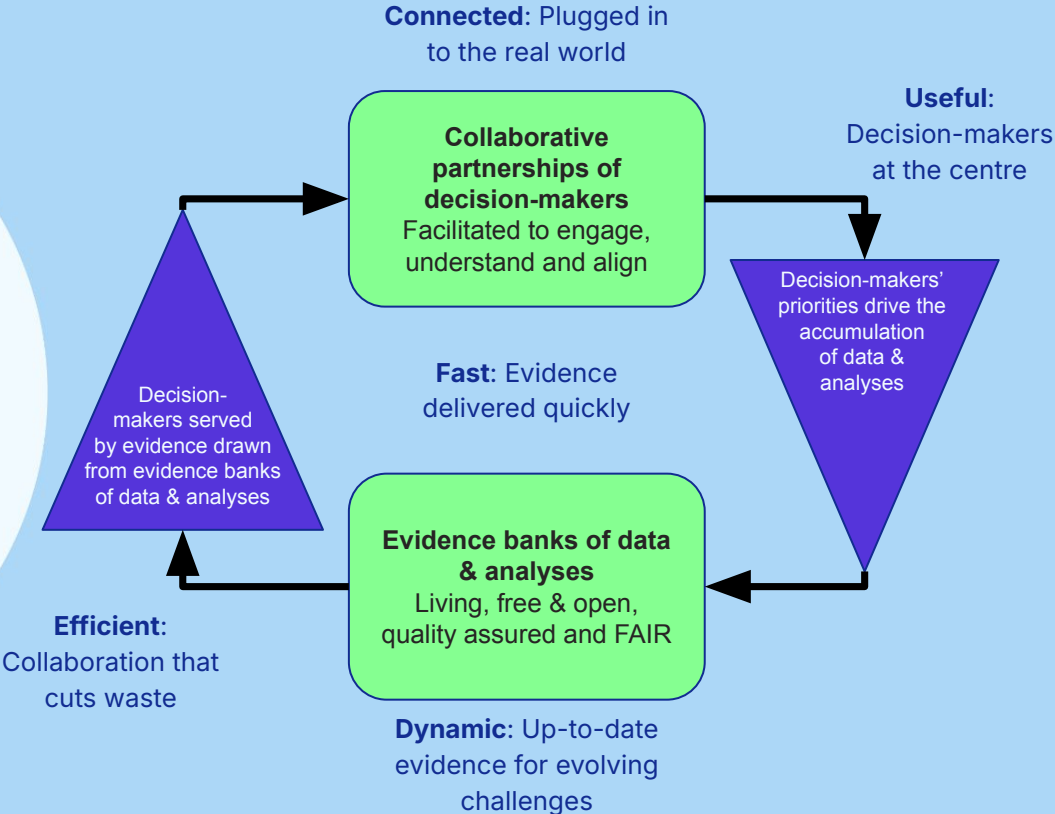 Connected: Plugged in
to the real world
Useful:
Decision-makers
at the centre
Collaborative
partnerships of
decision-makers
Facilitated to engage,
understand and align
Decision-makers’
priorities drive the
accumulation
of data &
analyses
Fast: Evidence
delivered quickly
Decision-
makers served
by evidence drawn
from evidence banks
of data & analyses
Evidence banks of data
& analyses
Living, free & open,
quality assured and FAIR
Efficient:
Collaboration that
cuts waste
Dynamic: Up-to-date
evidence for evolving
challenges